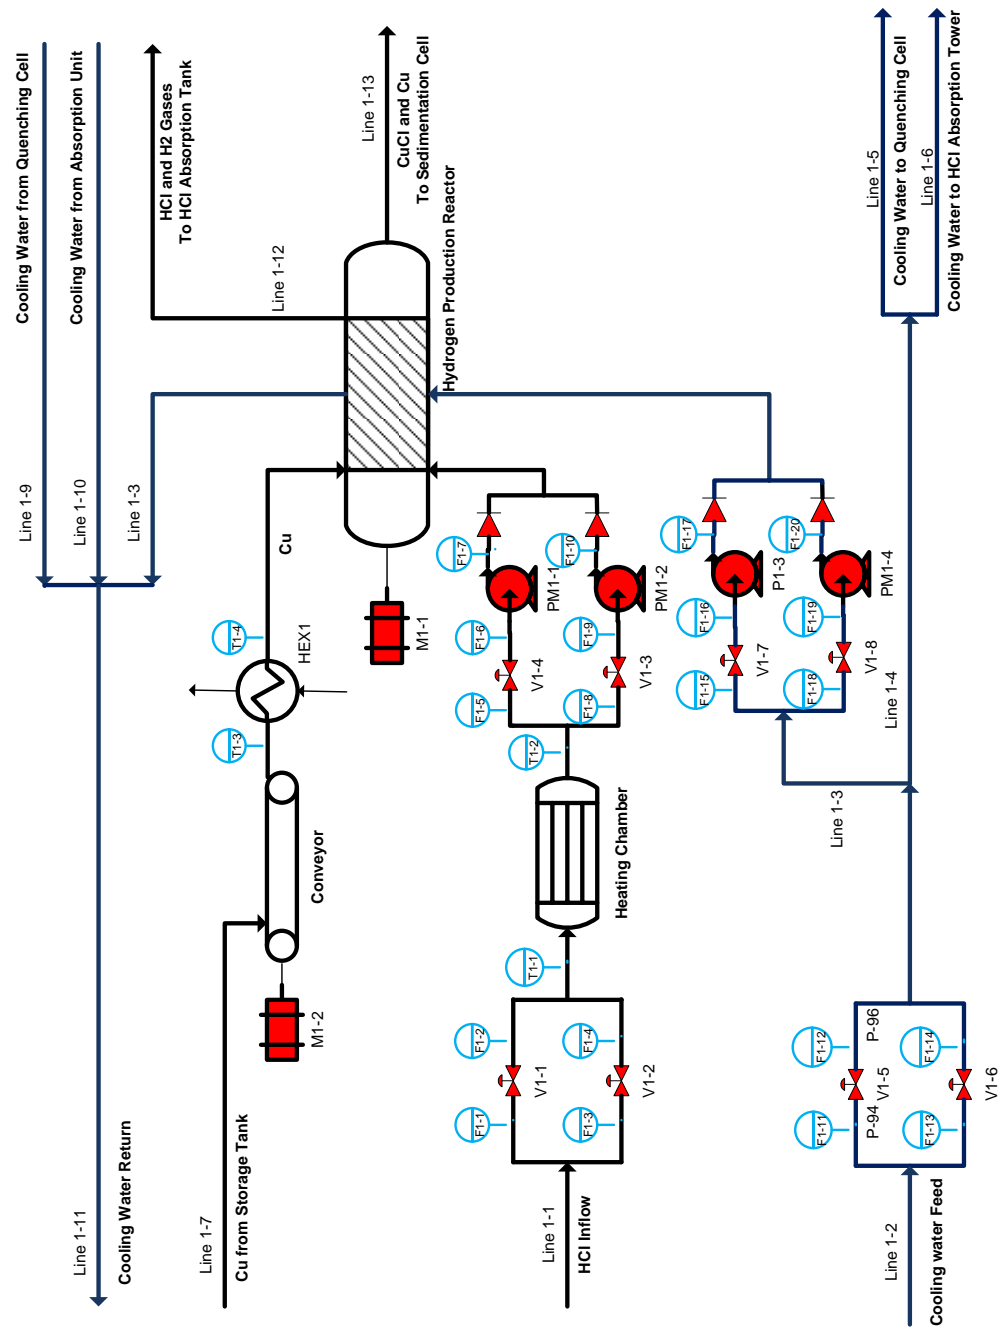 Cooling Water from Quenching Cell
Line 1-9
Cooling Water from Absorption Unit
Line 1-10
Line 1-3
HCl and H2 Gases
To HCl Absorption Tank
Line 1-12
Line 1-13
CuCl and Cu
To Sedimentation Cell
Hydrogen Production Reactor
Line 1-11
Cooling Water Return
Line 1-7
Cu from Storage Tank
M1-2
Conveyor
T1-3
HEX1
T1-4
Cu
M1-1
Line 1-1
HCl Inflow
F1-1
V1-1
F1-2
F1-3
V1-2
F1-4
T1-1
Heating Chamber
T1-2
F1-5
V1-4
F1-6
PM1-1
F1-7
F1-8
V1-3
F1-9
PM1-2
F1-10
Line 1-2
Cooling water Feed
F1-11
P-94
V1-5
F1-12
P-96
F1-13
V1-6
F1-14
Line 1-3
Line 1-4
F1-15
V1-7
F1-16
P1-3
F1-17
F1-18
V1-8
F1-19
PM1-4
F1-20
Line 1-5
Cooling Water to Quenching Cell
Line 1-6
Cooling Water to HCl Absorption Tower